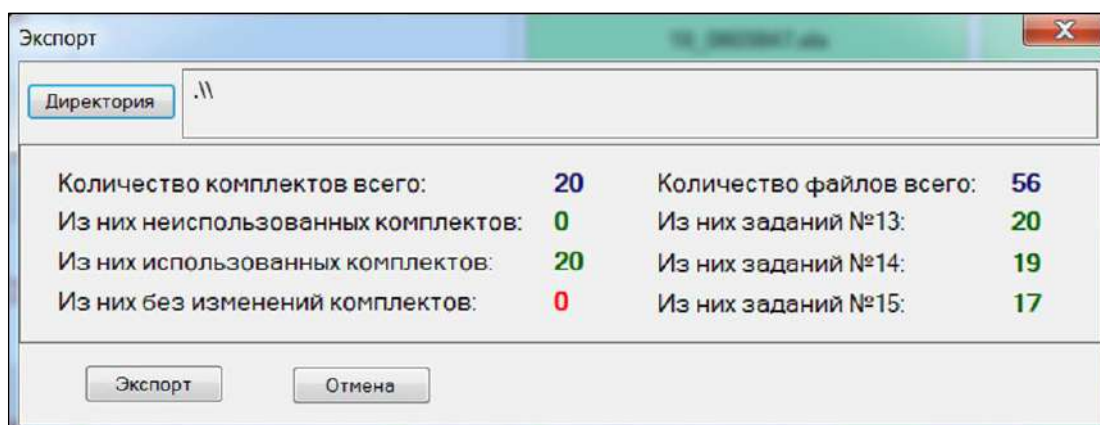 Экспорт
Директория
.\\
Количество комплектов всего: 20
Количество файлов всего: 56
Из них неиспользованных комплектов: 0
Из них заданий №13: 20
Из них использованных комплектов: 20
Из них заданий №14: 19
Из них без изменений комплектов: 0
Из них заданий №15: 17
Экспорт
Отмена